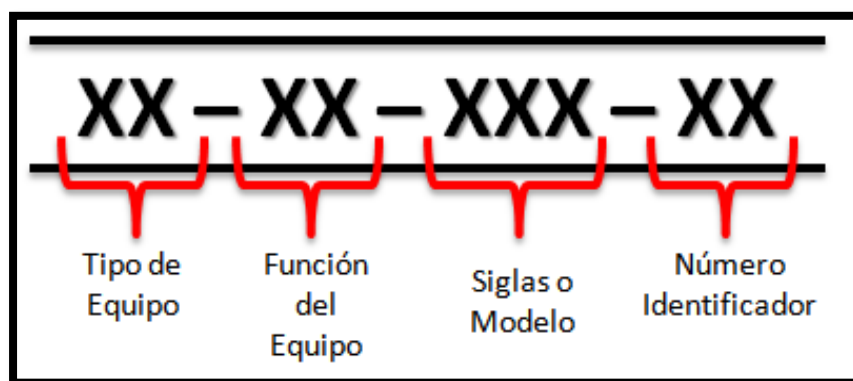 XX – XX – XXX – XX
Tipo de
Equipo
Función
del
Equipo
Siglas o
Modelo
Número
Identificador